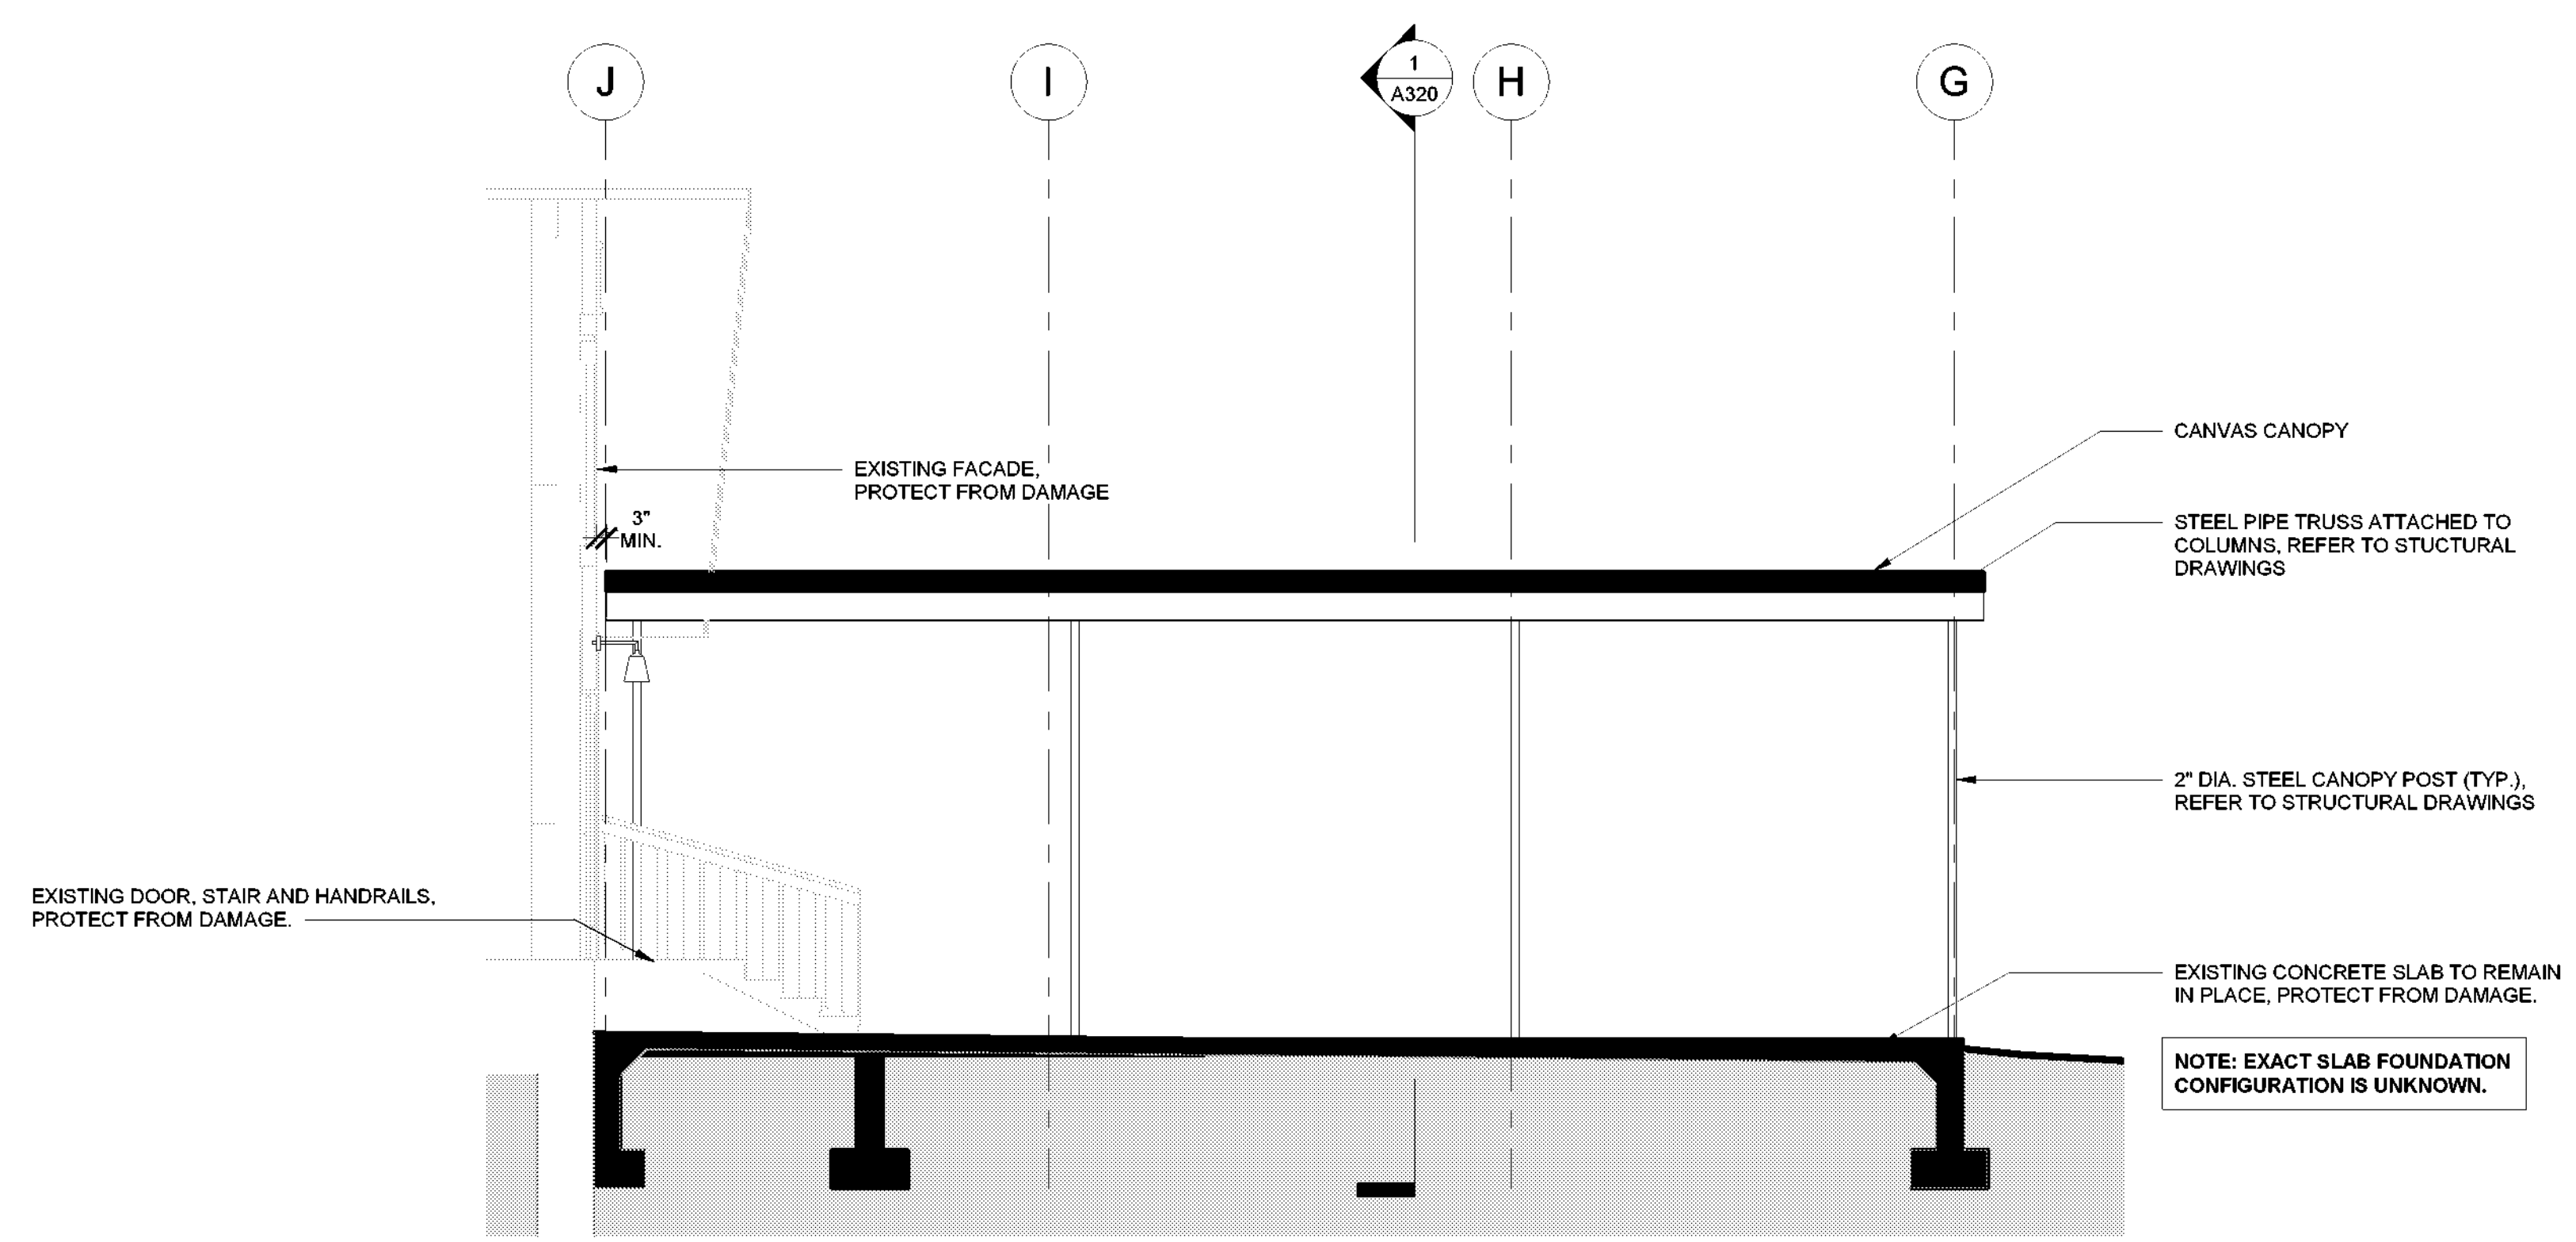 J
I
1
A320
H
G
CANVAS CANOPY
EXISTING FACADE,
PROTECT FROM DAMAGE
3"
MIN.
STEEL PIPE TRUSS ATTACHED TO
COLUMNS, REFER TO STUCTURAL
DRAWINGS
2" DIA. STEEL CANOPY POST (TYP.),
REFER TO STRUCTURAL DRAWINGS
EXISTING DOOR, STAIR AND HANDRAILS,
PROTECT FROM DAMAGE.
EXISTING CONCRETE SLAB TO REMAIN
IN PLACE, PROTECT FROM DAMAGE.
NOTE: EXACT SLAB FOUNDATION
CONFIGURATION IS UNKNOWN.